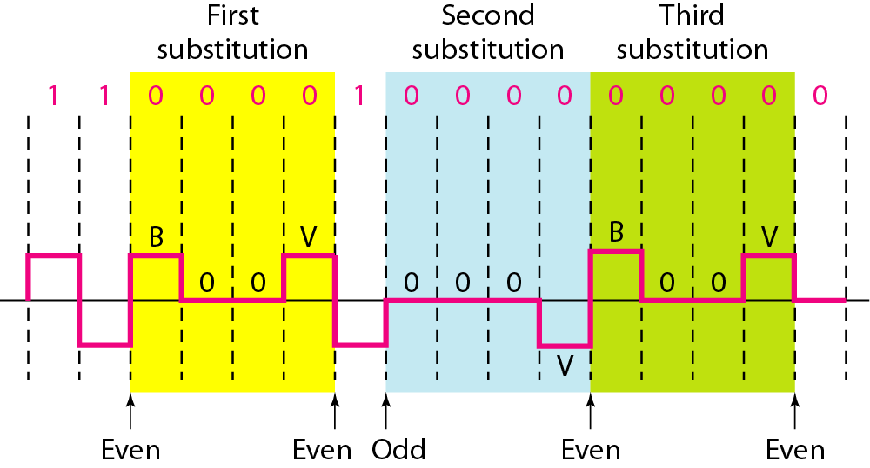 First substitution
Second substitution
Third substitution
1 1 0 0 0 0 1 0 0 0 0 0 0 0 0 0
B V B V
0 0 0 0 0 0 0
V
Even Even Odd Even Even